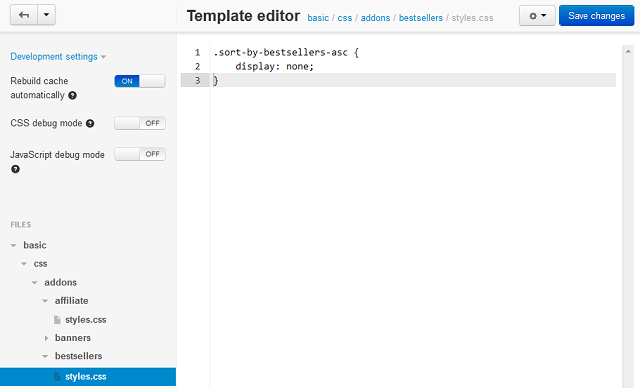 Template editor basic / css / addons / bestsellers / styles.css
Save changes
Development settings
Rebuild cache
automatically ?
ON
CSS debug mode ?
OFF
JavaScript debug mode
?
OFF
FILES
basic
css
addons
affiliate
styles.css
banners
bestsellers
styles.css
1 .sort-by-bestsellers-asc {
2 display: none;
3 }